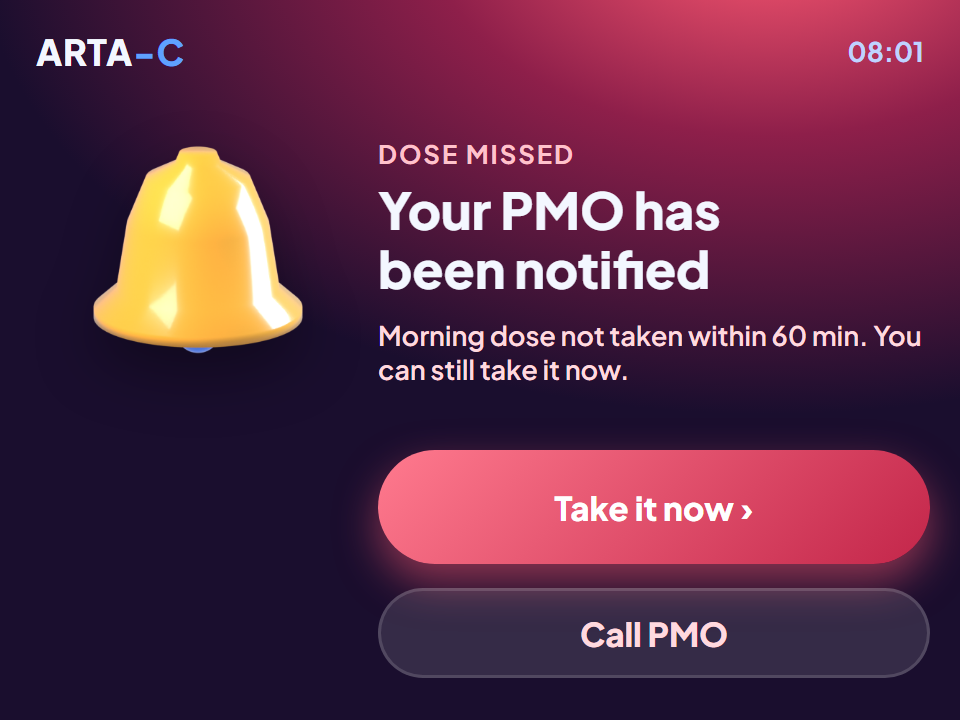 ARTA-C
08:01
DOSE MISSED
Your PMO has
been notified
Morning dose not taken within 60 min. You
can still take it now.
Take it now ›
Call PMO